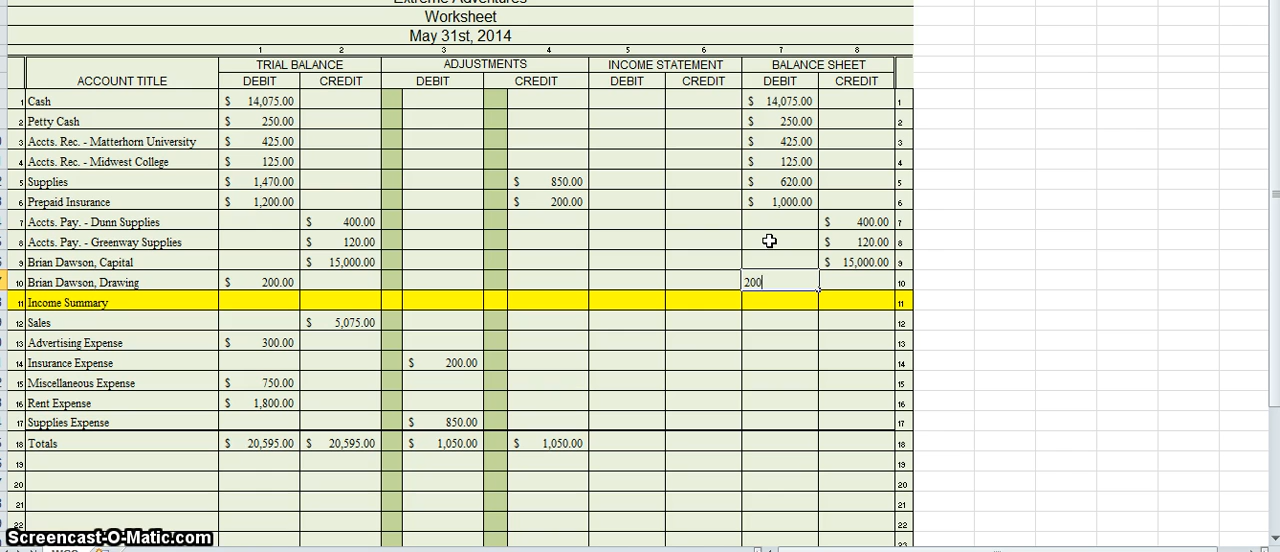 Extreme Adventures
Worksheet
May 31st, 2014
1 2 3 4 5 6 7 8
TRIAL BALANCE ADJUSTMENTS INCOME STATEMENT BALANCE SHEET
ACCOUNT TITLE DEBIT CREDIT DEBIT CREDIT DEBIT CREDIT DEBIT CREDIT
1 Cash $ 14,075.00 $ 14,075.00 1
2 Petty Cash $ 250.00 $ 250.00 2
3 Accts. Rec. - Matterhorn University $ 425.00 $ 425.00 3
4 Accts. Rec. - Midwest College $ 125.00 $ 125.00 4
5 Supplies $ 1,470.00 $ 850.00 $ 620.00 5
6 Prepaid Insurance $ 1,200.00 $ 200.00 $ 1,000.00 6
7 Accts. Pay. - Dunn Supplies $ 400.00 $ 400.00 7
8 Accts. Pay. - Greenway Supplies $ 120.00 $ 120.00 8
9 Brian Dawson, Capital $ 15,000.00 $ 15,000.00 9
10 Brian Dawson, Drawing $ 200.00 200 10
11 Income Summary 11
12 Sales $ 5,075.00 12
13 Advertising Expense $ 300.00 13
14 Insurance Expense $ 200.00 14
15 Miscellaneous Expense $ 750.00 15
16 Rent Expense $ 1,800.00 16
17 Supplies Expense $ 850.00 17
18 Totals $ 20,595.00 $ 20,595.00 $ 1,050.00 $ 1,050.00 18
19 19
20 20
21 21
22 22
23
Screencast-O-Matic.com